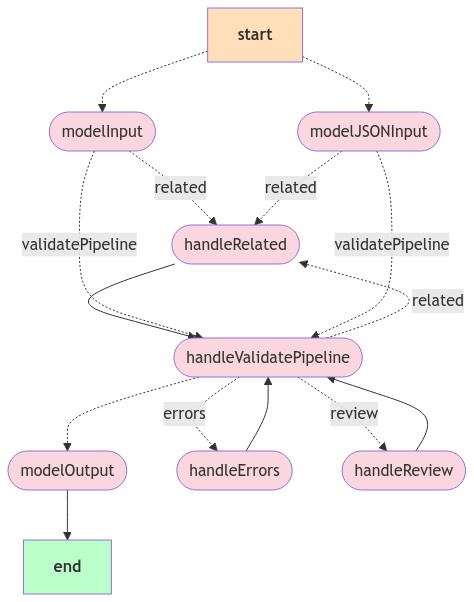 start
modelInput
modelJSONInput
related
related
validatePipeline
handleRelated
validatePipeline
related
handleValidatePipeline
errors
review
modelOutput
handleErrors
handleReview
end